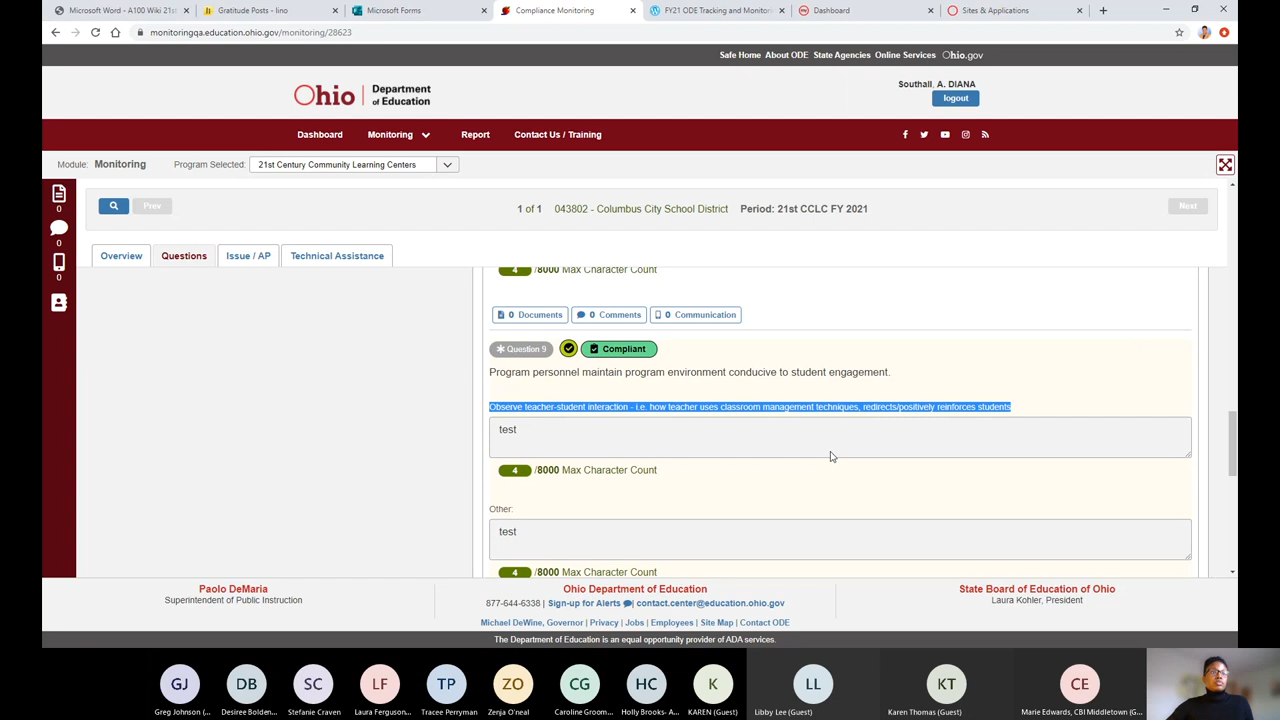 Microsoft Word - A100 Wiki 21st
Gratitude Posts - lino
Microsoft Forms
Compliance Monitoring
FY21 ODE Tracking and Monitori
Dashboard
Sites & Applications
monitoringqa.education.ohio.gov/monitoring/28623
Safe Home About ODE State Agencies Online Services Ohio.gov
Ohio Department of Education
Southall, A. DIANA
logout
Dashboard Monitoring Report Contact Us / Training
Module: Monitoring Program Selected: 21st Century Community Learning Centers
0
0
0
Prev
1 of 1 043802 - Columbus City School District Period: 21st CCLC FY 2021
Next
Overview Questions Issue / AP Technical Assistance
4 /8000 Max Character Count
0 Documents 0 Comments 0 Communication
Question 9 Compliant
Program personnel maintain program environment conducive to student engagement.
Observe teacher-student interaction - i.e. how teacher uses classroom management techniques, redirects/positively reinforces students
test
4 /8000 Max Character Count
Other:
test
4 /8000 Max Character Count
Paolo DeMaria
Superintendent of Public Instruction
Ohio Department of Education
877-644-6338 | Sign-up for Alerts | contact.center@education.ohio.gov
Michael DeWine, Governor | Privacy | Jobs | Employees | Site Map | Contact ODE
State Board of Education of Ohio
Laura Kohler, President
The Department of Education is an equal opportunity provider of ADA services.
GJ DB SC LF TP ZO CG HC K LL KT CE
Greg Johnson (... Desiree Bolden... Stefanie Craven Laura Ferguson... Tracee Perryman Zenja O'neal Caroline Groom... Holly Brooks- A... KAREN (Guest) Libby Lee (Guest) Karen Thomas (Guest) Marie Edwards, CBI Middletown (G...